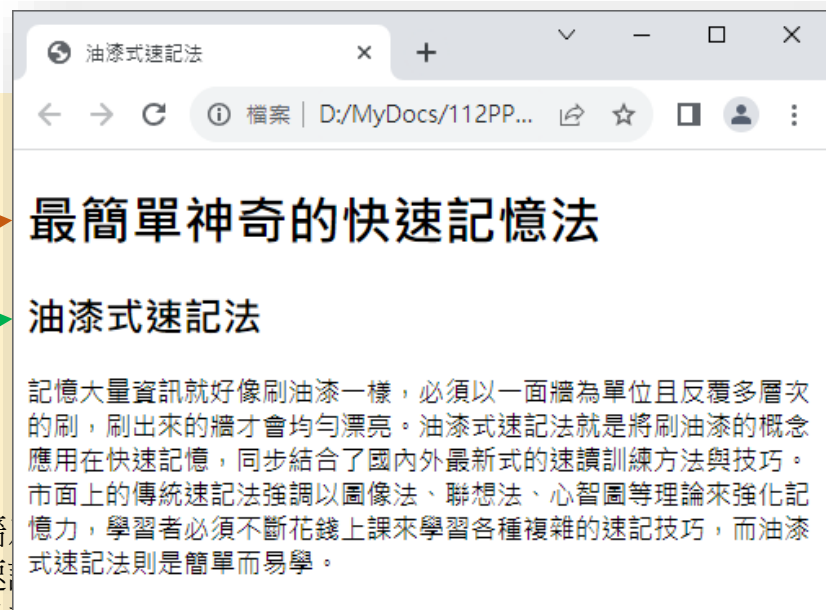 油漆式速記法
檔案 | D:/MyDocs/112PP...
最簡單神奇的快速記憶法
油漆式速記法
記憶大量資訊就好像刷油漆一樣，必須以一面牆為單位且反覆多層次
的刷，刷出來的牆才會均勻漂亮。油漆式速記法就是將刷油漆的概念
應用在快速記憶，同步結合了國內外最新式的速讀訓練方法與技巧。
市面上的傳統速記法強調以圖像法、聯想法、心智圖等理論來強化記
憶力，學習者必須不斷花錢上課來學習各種複雜的速記技巧，而油漆
式速記法則是簡單而易學。